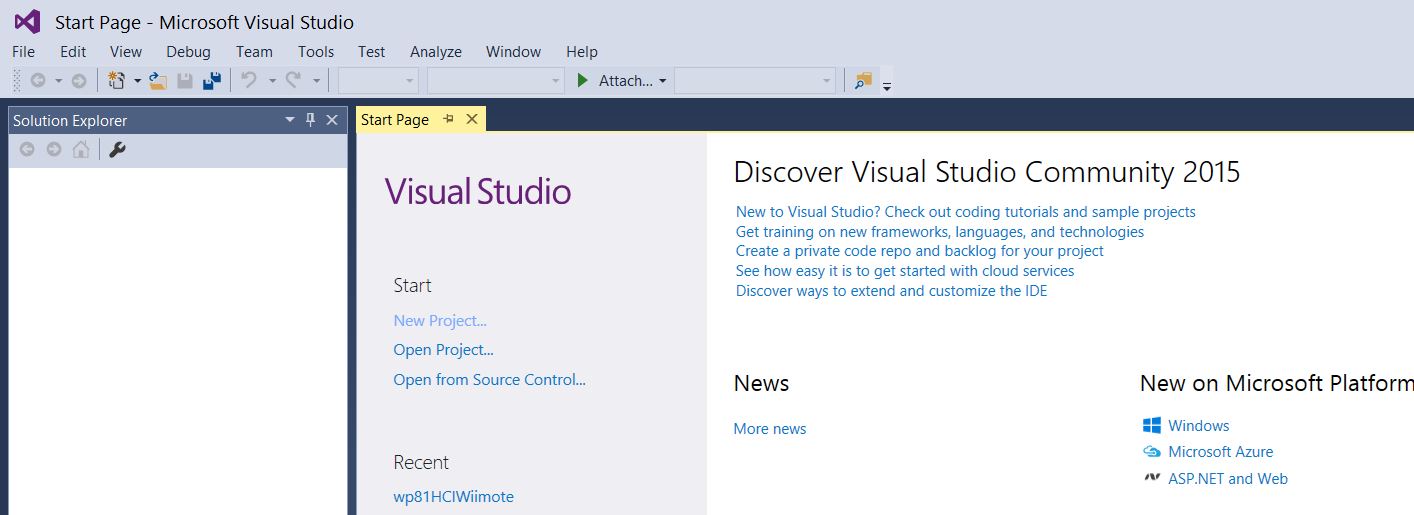 Start Page - Microsoft Visual Studio
File Edit View Debug Team Tools Test Analyze Window Help
Attach...
Solution Explorer
Start Page
Visual Studio
Start
New Project...
Open Project...
Open from Source Control...
Recent
wp81HCIWiimote
Discover Visual Studio Community 2015
New to Visual Studio? Check out coding tutorials and sample projects
Get training on new frameworks, languages, and technologies
Create a private code repo and backlog for your project
See how easy it is to get started with cloud services
Discover ways to extend and customize the IDE
News
More news
New on Microsoft Platform
Windows
Microsoft Azure
ASP.NET and Web